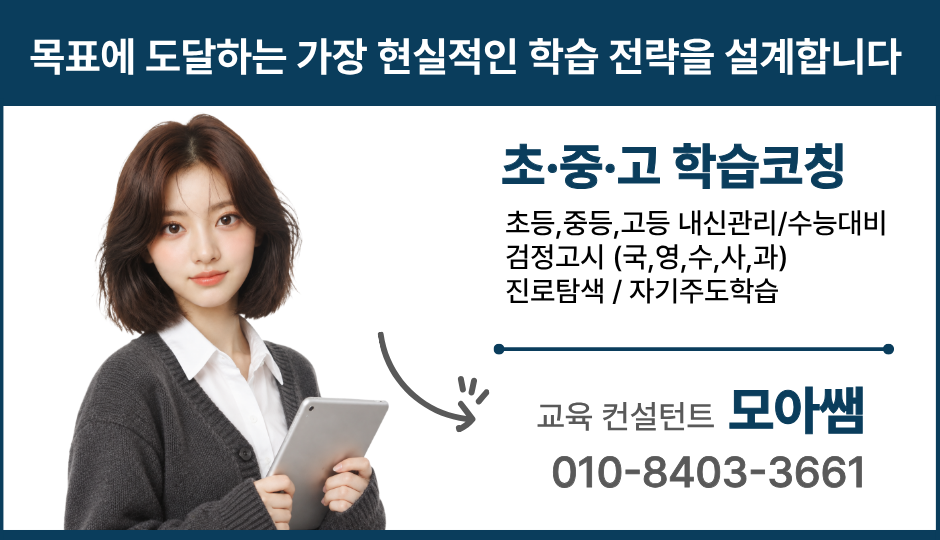 목표에 도달하는 가장 현실적인 학습 전략을 설계합니다
초·중·고 학습코칭
초등,중등,고등 내신관리/수능대비
검정고시 (국,영,수,사,과)
진로탐색 / 자기주도학습
교육 컨설턴트 모아쌤
010-8403-3661